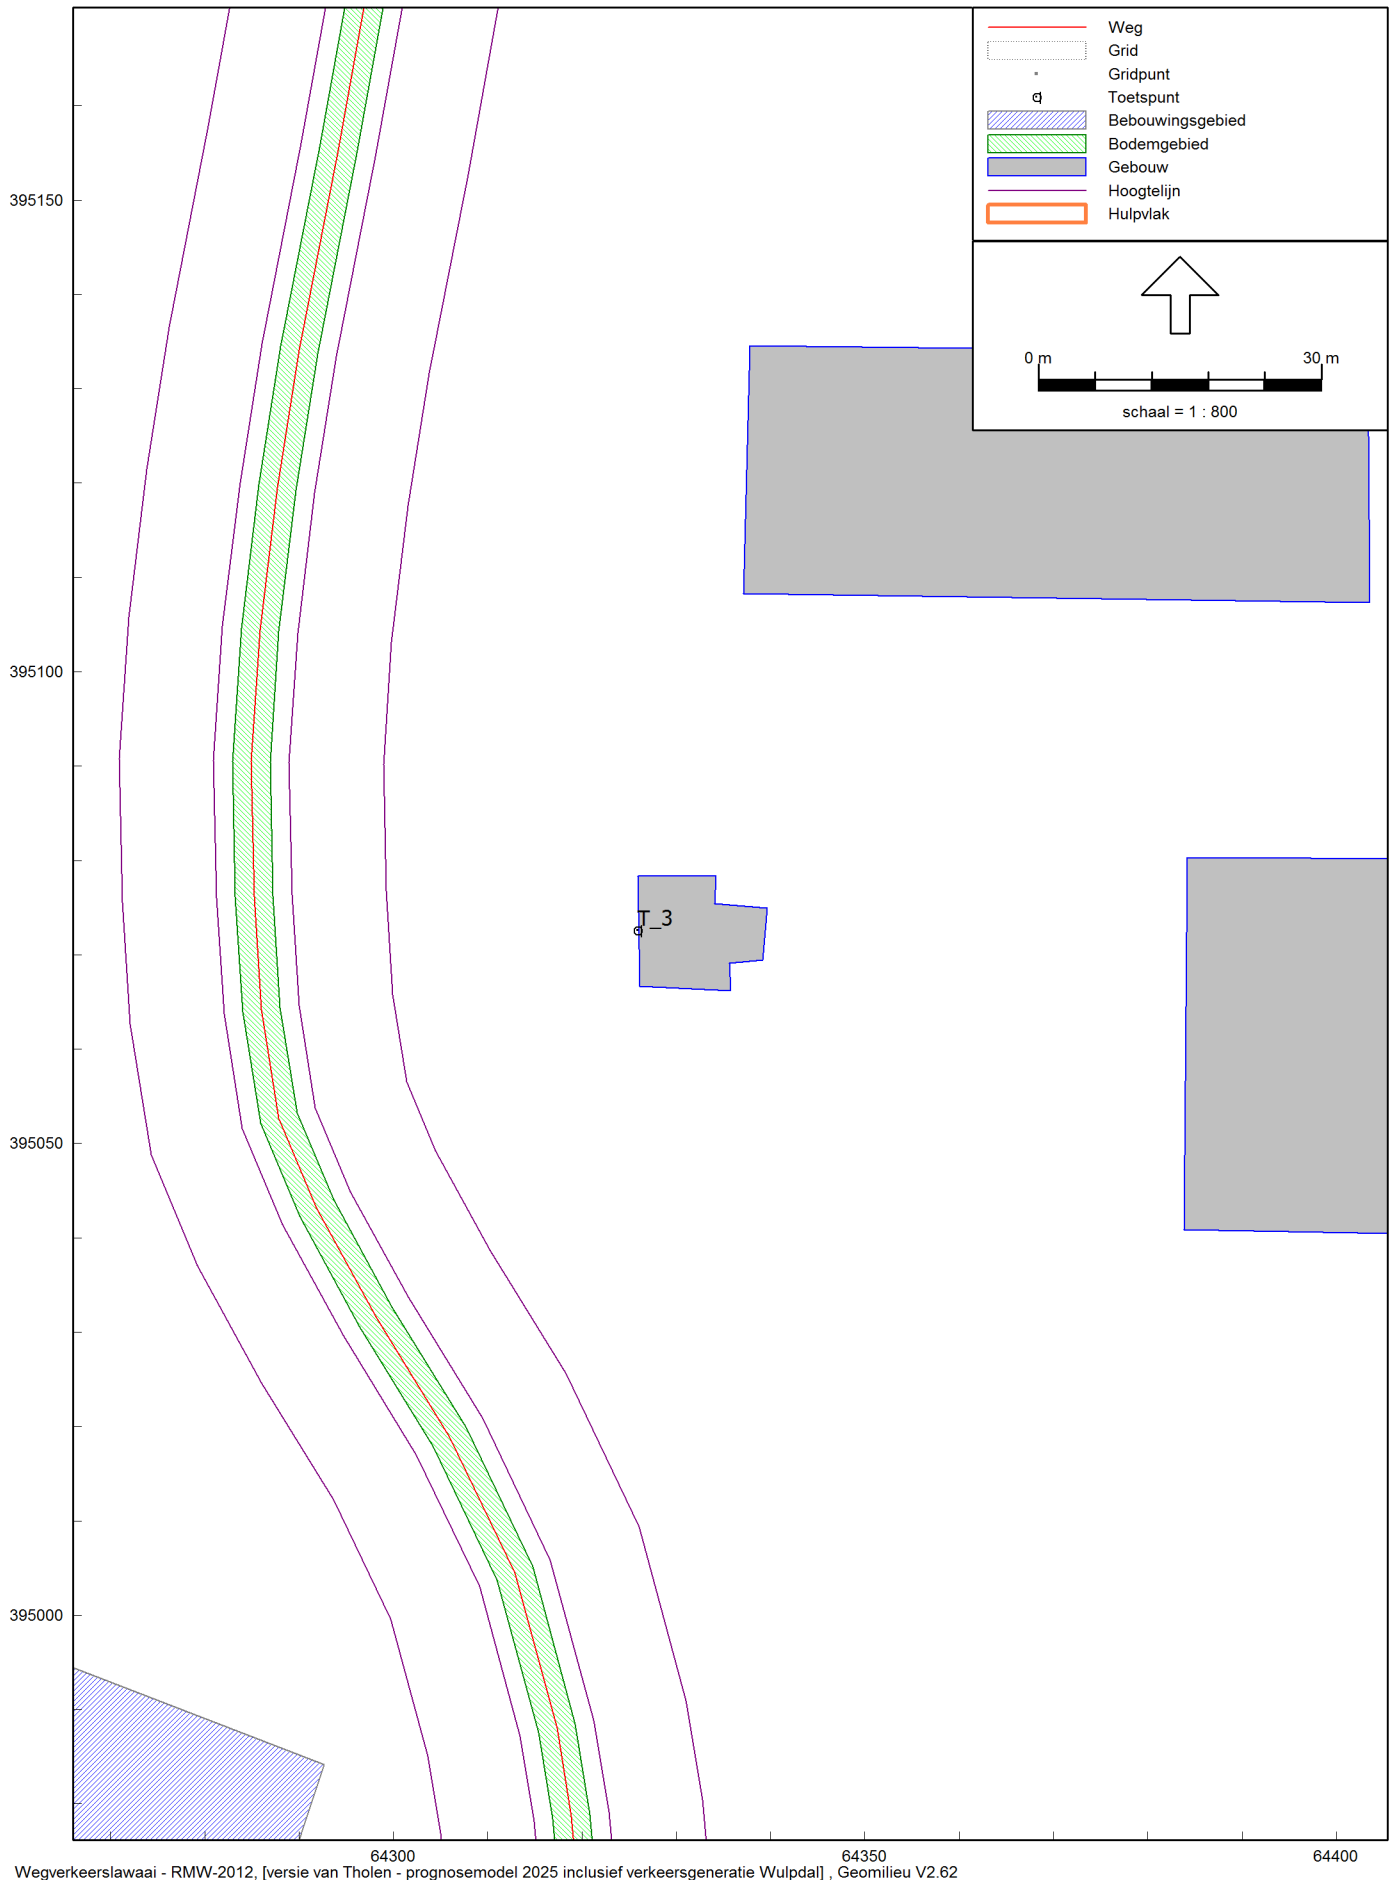 Weg
Grid
Gridpunt
Toetspunt
Bebouwingsgebied
Bodemgebied
Gebouw
Hoogtelijn
Hulpvlak
0 m 30 m
schaal = 1 : 800
395150
395100
T_3
395050
395000
64300 64350 64400
Wegverkeerslawaai - RMW-2012, [versie van Tholen - prognosemodel 2025 inclusief verkeersgeneratie Wulpdal] , Geomilieu V2.62